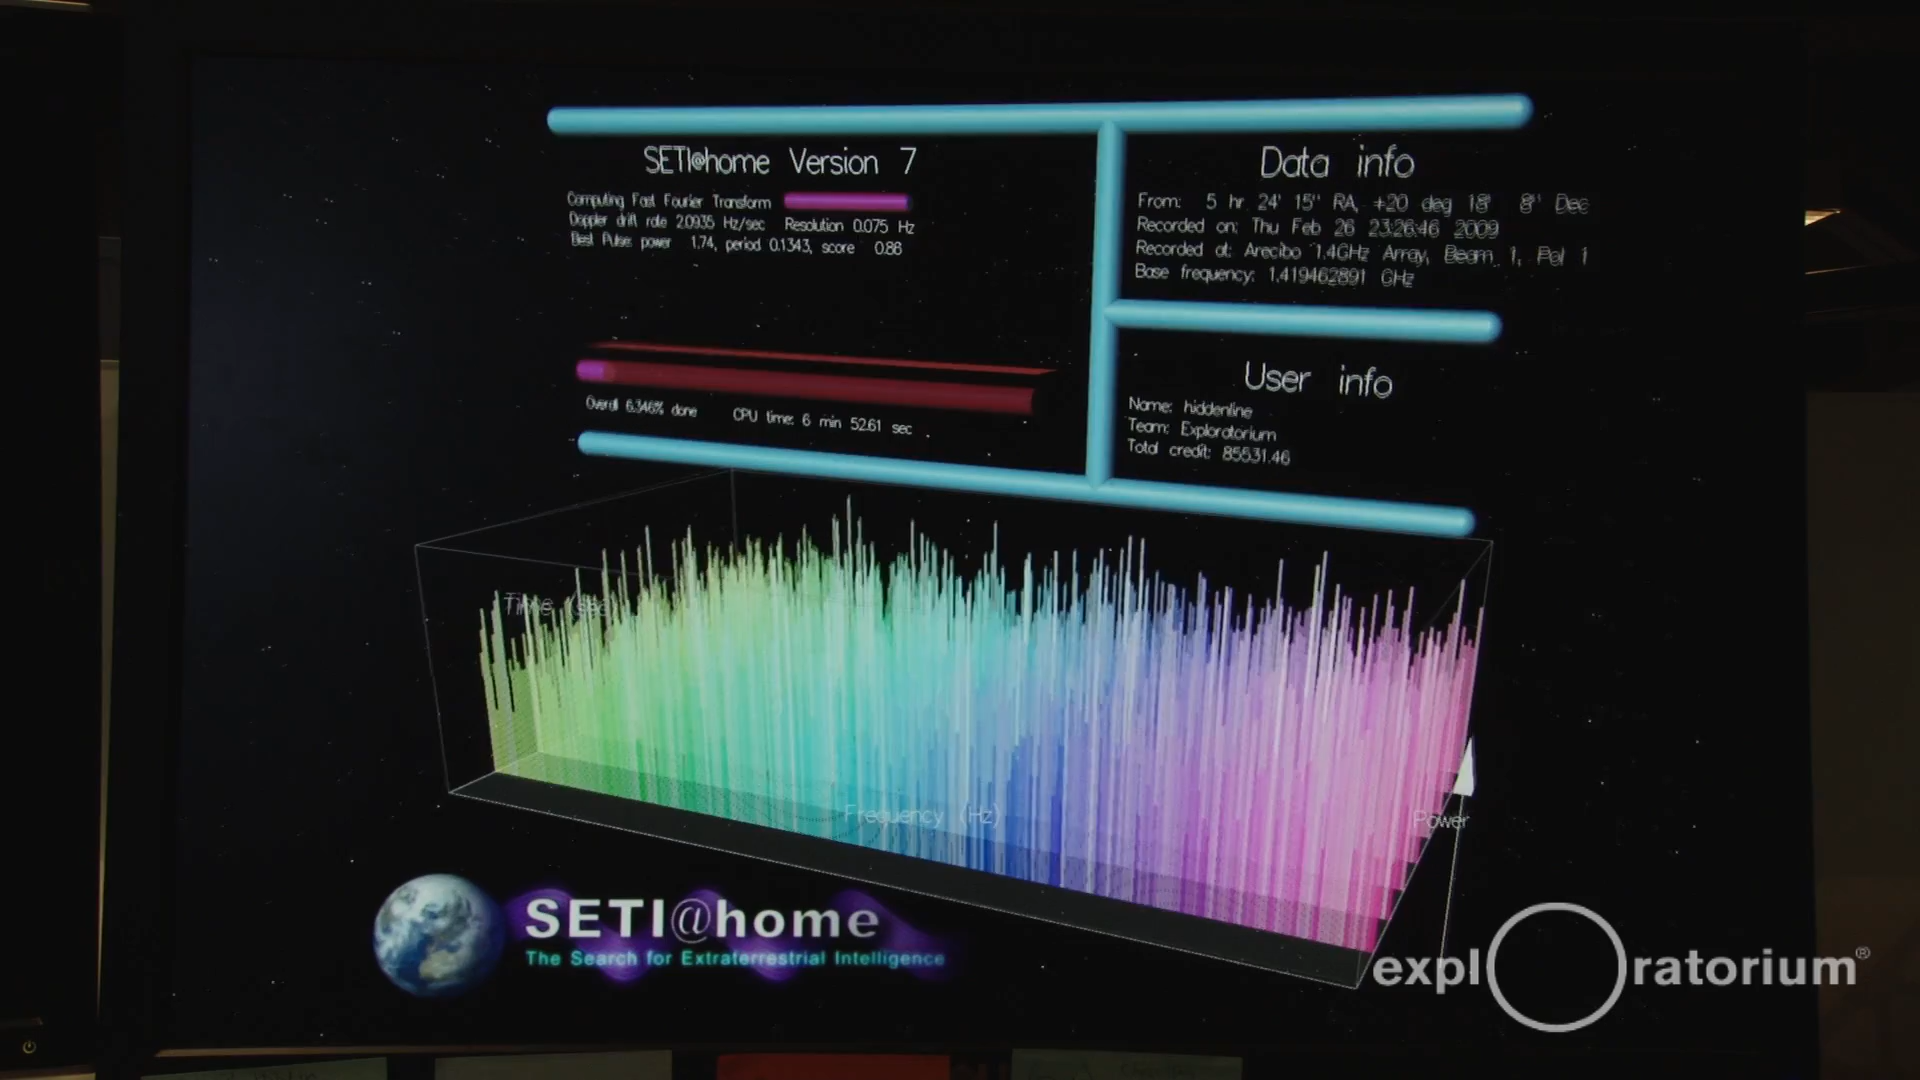 SETI@home Version 7
Computing Fast Fourier Transform
Doppler drift rate 2.0935 Hz/sec Resolution 0.075 Hz
Best Pulse: power 1.74, period 0.1343, score 0.86
Overall 6.346% done CPU time: 6 min 52.61 sec
Data info
From: 5 hr 24' 15" RA, +20 deg 18' 8" Dec
Recorded on: Thu Feb 26 23:26:46 2009
Recorded at: Arecibo 1.4GHz Array, Beam 1, Pol 1
Base frequency: 1.419462891 GHz
User info
Name: hiddenline
Team: Exploratorium
Total credit: 85531.46
Time (sec)
Frequency (Hz)
Power
SETI@home
The Search for Extraterrestrial Intelligence
explOratorium®